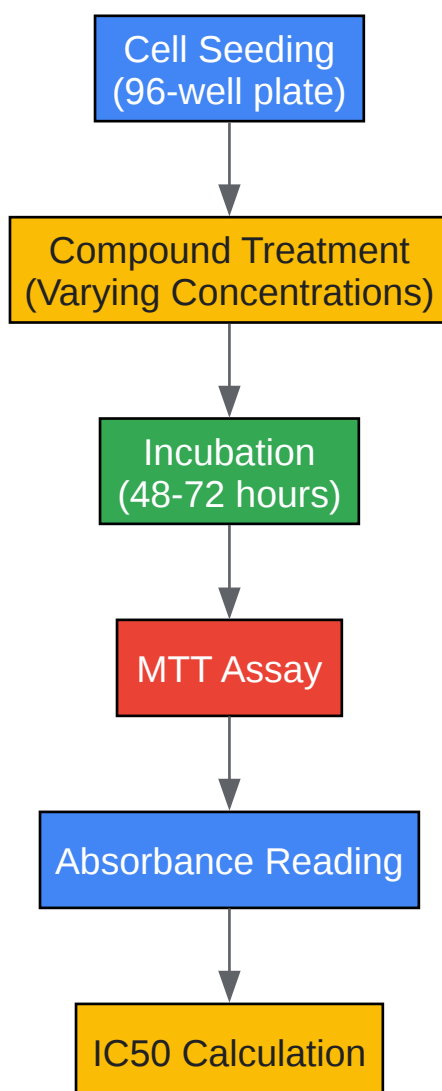 Cell Seeding
(96-well plate)
Compound Treatment
(Varying Concentrations)
Incubation
(48-72 hours)
MTT Assay
Absorbance Reading
IC50 Calculation